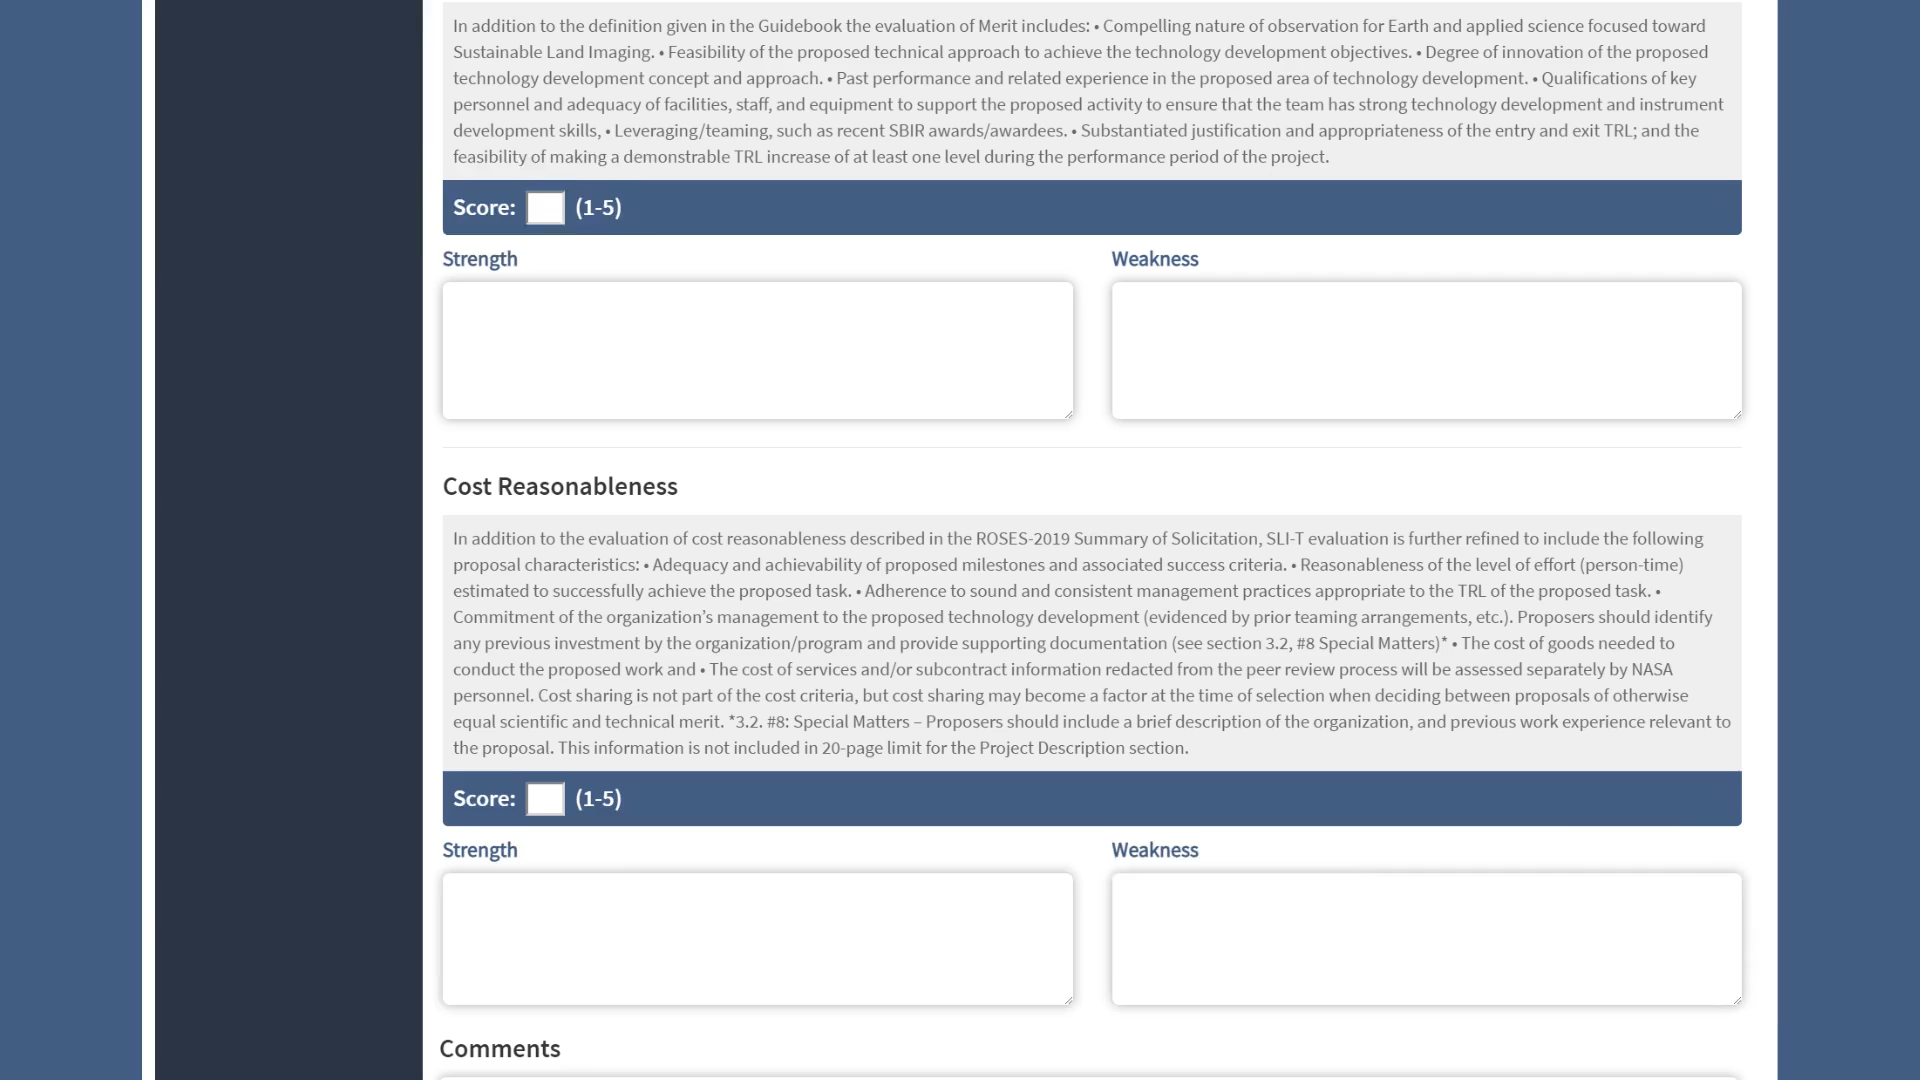 In addition to the definition given in the Guidebook the evaluation of Merit includes: • Compelling nature of observation for Earth and applied science focused toward
Sustainable Land Imaging. • Feasibility of the proposed technical approach to achieve the technology development objectives. • Degree of innovation of the proposed
technology development concept and approach. • Past performance and related experience in the proposed area of technology development. • Qualifications of key
personnel and adequacy of facilities, staff, and equipment to support the proposed activity to ensure that the team has strong technology development and instrument
development skills, • Leveraging/teaming, such as recent SBIR awards/awardees. • Substantiated justification and appropriateness of the entry and exit TRL; and the
feasibility of making a demonstrable TRL increase of at least one level during the performance period of the project.
Score: (1-5)
Strength Weakness
Cost Reasonableness
In addition to the evaluation of cost reasonableness described in the ROSES-2019 Summary of Solicitation, SLI-T evaluation is further refined to include the following
proposal characteristics: • Adequacy and achievability of proposed milestones and associated success criteria. • Reasonableness of the level of effort (person-time)
estimated to successfully achieve the proposed task. • Adherence to sound and consistent management practices appropriate to the TRL of the proposed task. •
Commitment of the organization’s management to the proposed technology development (evidenced by prior teaming arrangements, etc.). Proposers should identify
any previous investment by the organization/program and provide supporting documentation (see section 3.2, #8 Special Matters)* • The cost of goods needed to
conduct the proposed work and • The cost of services and/or subcontract information redacted from the peer review process will be assessed separately by NASA
personnel. Cost sharing is not part of the cost criteria, but cost sharing may become a factor at the time of selection when deciding between proposals of otherwise
equal scientific and technical merit. *3.2. #8: Special Matters – Proposers should include a brief description of the organization, and previous work experience relevant to
the proposal. This information is not included in 20-page limit for the Project Description section.
Score: (1-5)
Strength Weakness
Comments